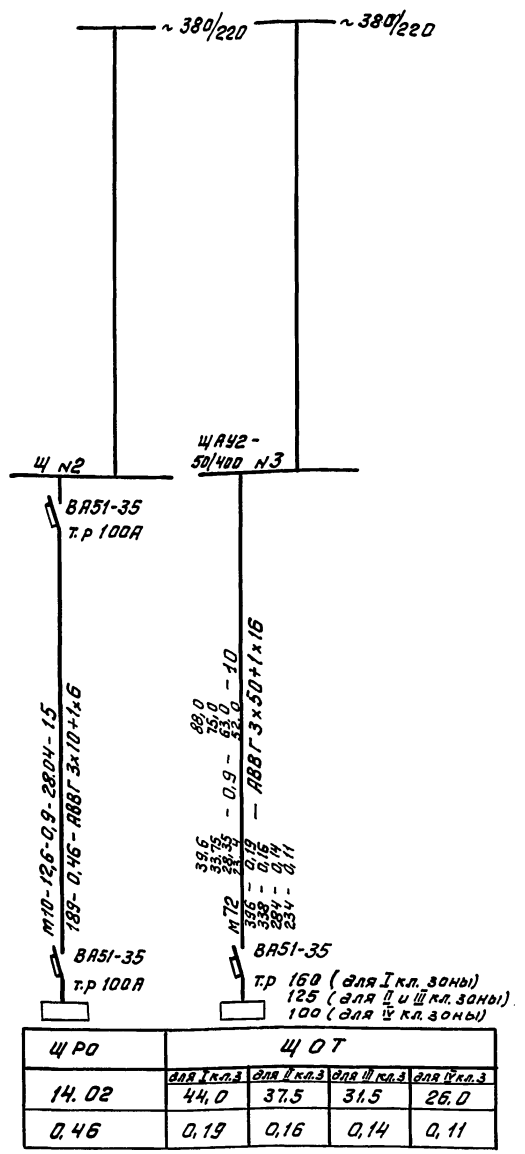 ~ 380/220
~ 380/220
Щ N2
ЩАУ2-
50/400 N3
ВА51-35
т.р 100А
М10-12,6-0,9-28.04-15
189-0,46-АВВГ 3х10+1х6
88,0
75,0
63,0
52,0
39,6
33,75
28,35
23,4
М72 - 0,9 - - 10
396 - 0,19 — АВВГ 3х50+1х16
338 - 0,16
284 - 0,14
234 - 0,11
ВА51-35
т.р 100А
ВА51-35
т.р 160 (для I кл. зоны)
125 (для II и III кл. зоны)
100 (для IV кл. зоны)
ЩРО ЩОТ
для I кл.з для II кл.з для III кл.з для IV кл.з
14.02 44,0 37.5 31.5 26.0
0,46 0,19 0,16 0,14 0,11